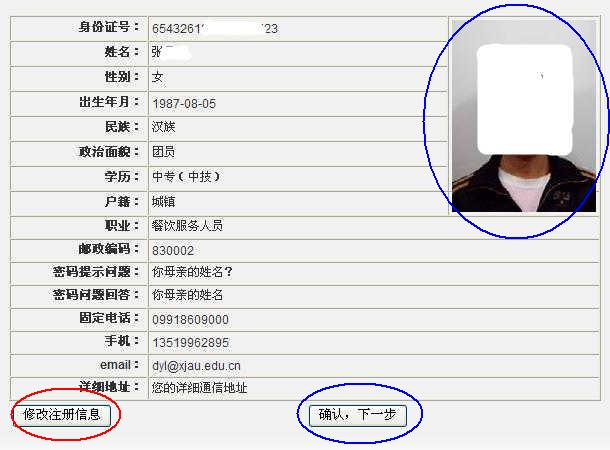 身份证号： 6543261 23
姓名： 张
性别： 女
出生年月： 1987-08-05
民族： 汉族
政治面貌： 团员
学历： 中专（中技）
户籍： 城镇
职业： 餐饮服务人员
邮政编码： 830002
密码提示问题： 你母亲的姓名？
密码问题回答： 你母亲的姓名
固定电话： 09918609000
手机： 13519962895
email： dyl@xjau.edu.cn
详细地址： 您的详细通信地址
修改注册信息 确认，下一步